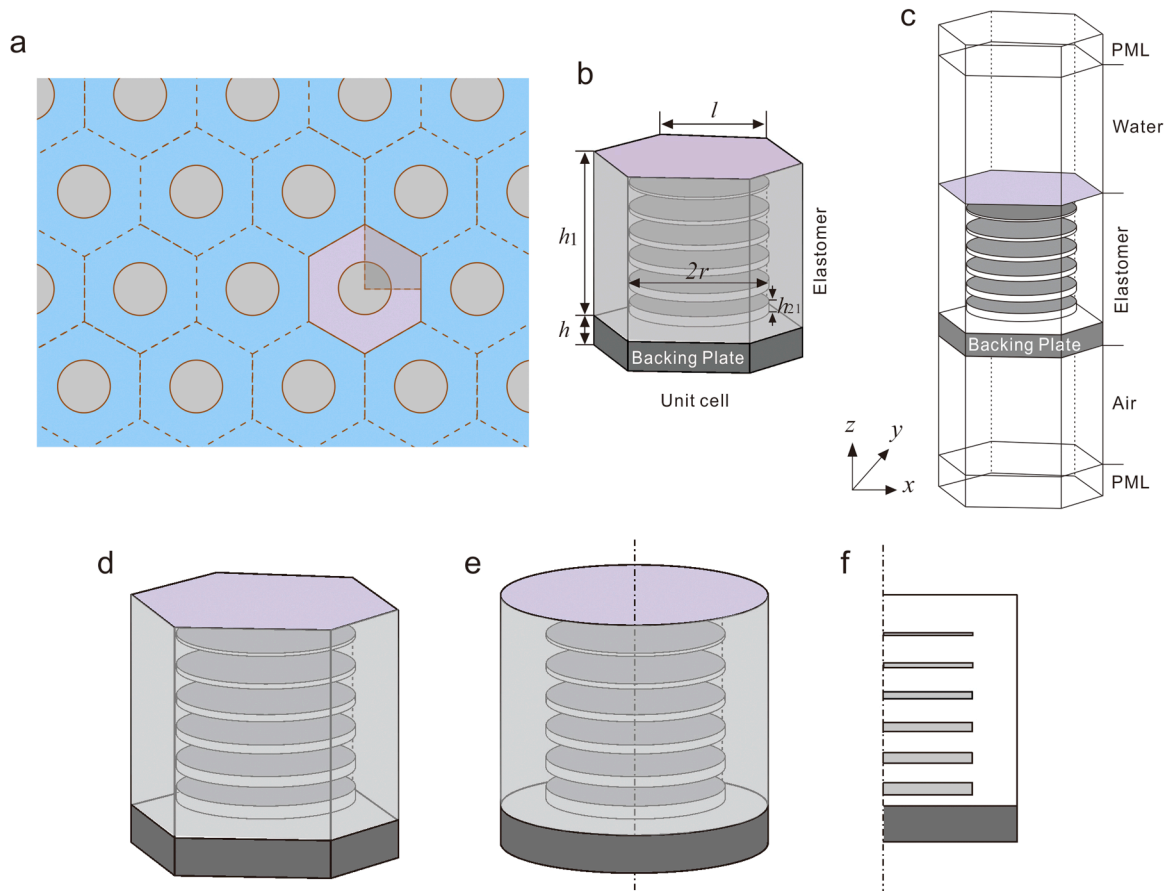 a
b
l
h1
2r
h21
h
Elastomer
Backing Plate
Unit cell
c
PML
Water
Elastomer
Backing Plate
Air
PML
z
y
x
d
e
f